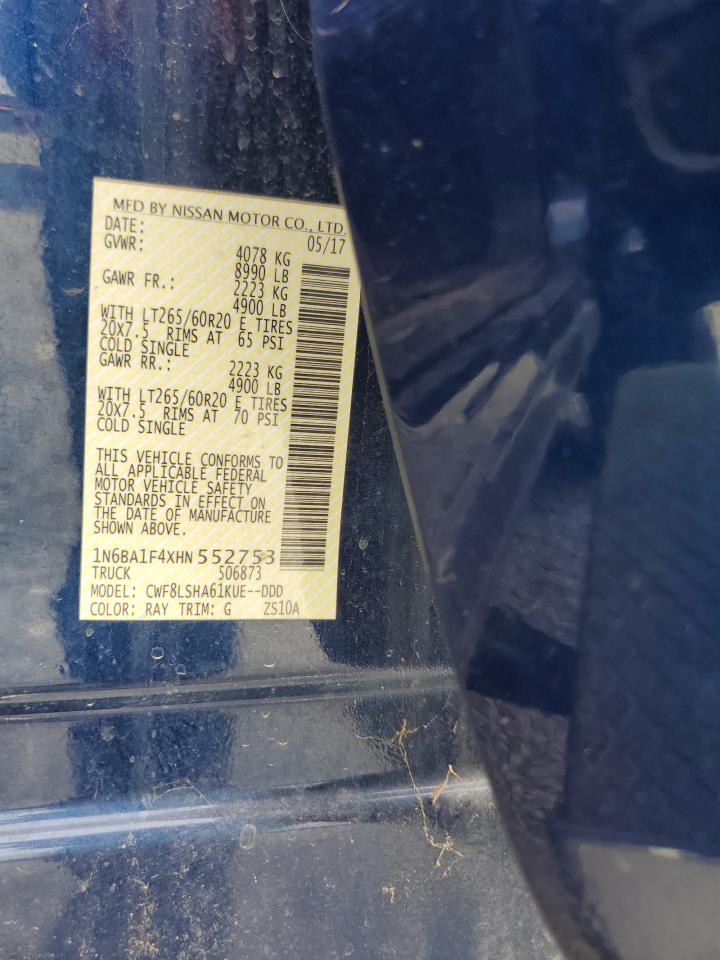 MFD BY NISSAN MOTOR CO., LTD.
DATE: 05/17
GVWR: 4078 KG
8990 LB
GAWR FR.: 2223 KG
4900 LB
WITH LT265/60R20 E TIRES
20X7.5 RIMS AT 65 PSI
COLD SINGLE
GAWR RR.: 2223 KG
4900 LB
WITH LT265/60R20 E TIRES
20X7.5 RIMS AT 70 PSI
COLD SINGLE
THIS VEHICLE CONFORMS TO
ALL APPLICABLE FEDERAL
MOTOR VEHICLE SAFETY
STANDARDS IN EFFECT ON
THE DATE OF MANUFACTURE
SHOWN ABOVE.
1N6BA1F4XHN552753
TRUCK 506873
MODEL: CWF8LSHA61KUE--DDD
COLOR: RAY TRIM: G ZS10A